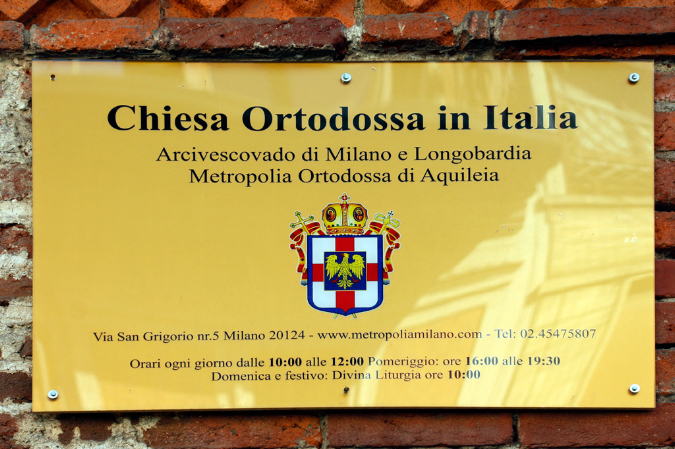 Chiesa Ortodossa in Italia
Arcivescovado di Milano e Longobardia
Metropolia Ortodossa di Aquileia
Via San Grigorio nr.5 Milano 20124 - www.metropoliamilano.com - Tel: 02.45475807
Orari ogni giorno dalle 10:00 alle 12:00 Pomeriggio: ore 16:00 alle 19:30
Domenica e festivo: Divina Liturgia ore 10:00